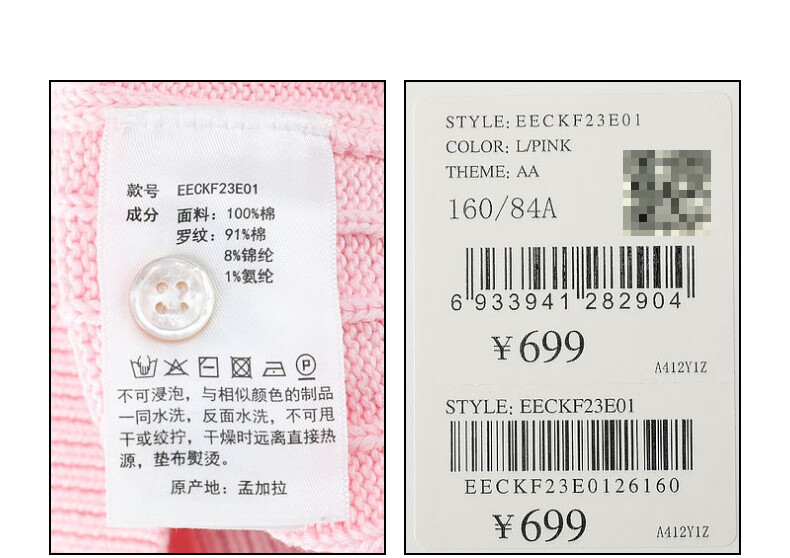 款号 EECKF23E01
成分 面料：100%棉
罗纹：91%棉
8%锦纶
1%氨纶
P
不可浸泡，与相似颜色的制品
一同水洗，反面水洗，不可甩
干或绞拧，干燥时远离直接热
源，垫布熨烫。
原产地：孟加拉
STYLE: EECKF23E01
COLOR: L/PINK
THEME: AA
160/84A
6 933941 282904
¥699
A412Y1Z
STYLE: EECKF23E01
EECKF23E0126160
¥699
A412Y1Z